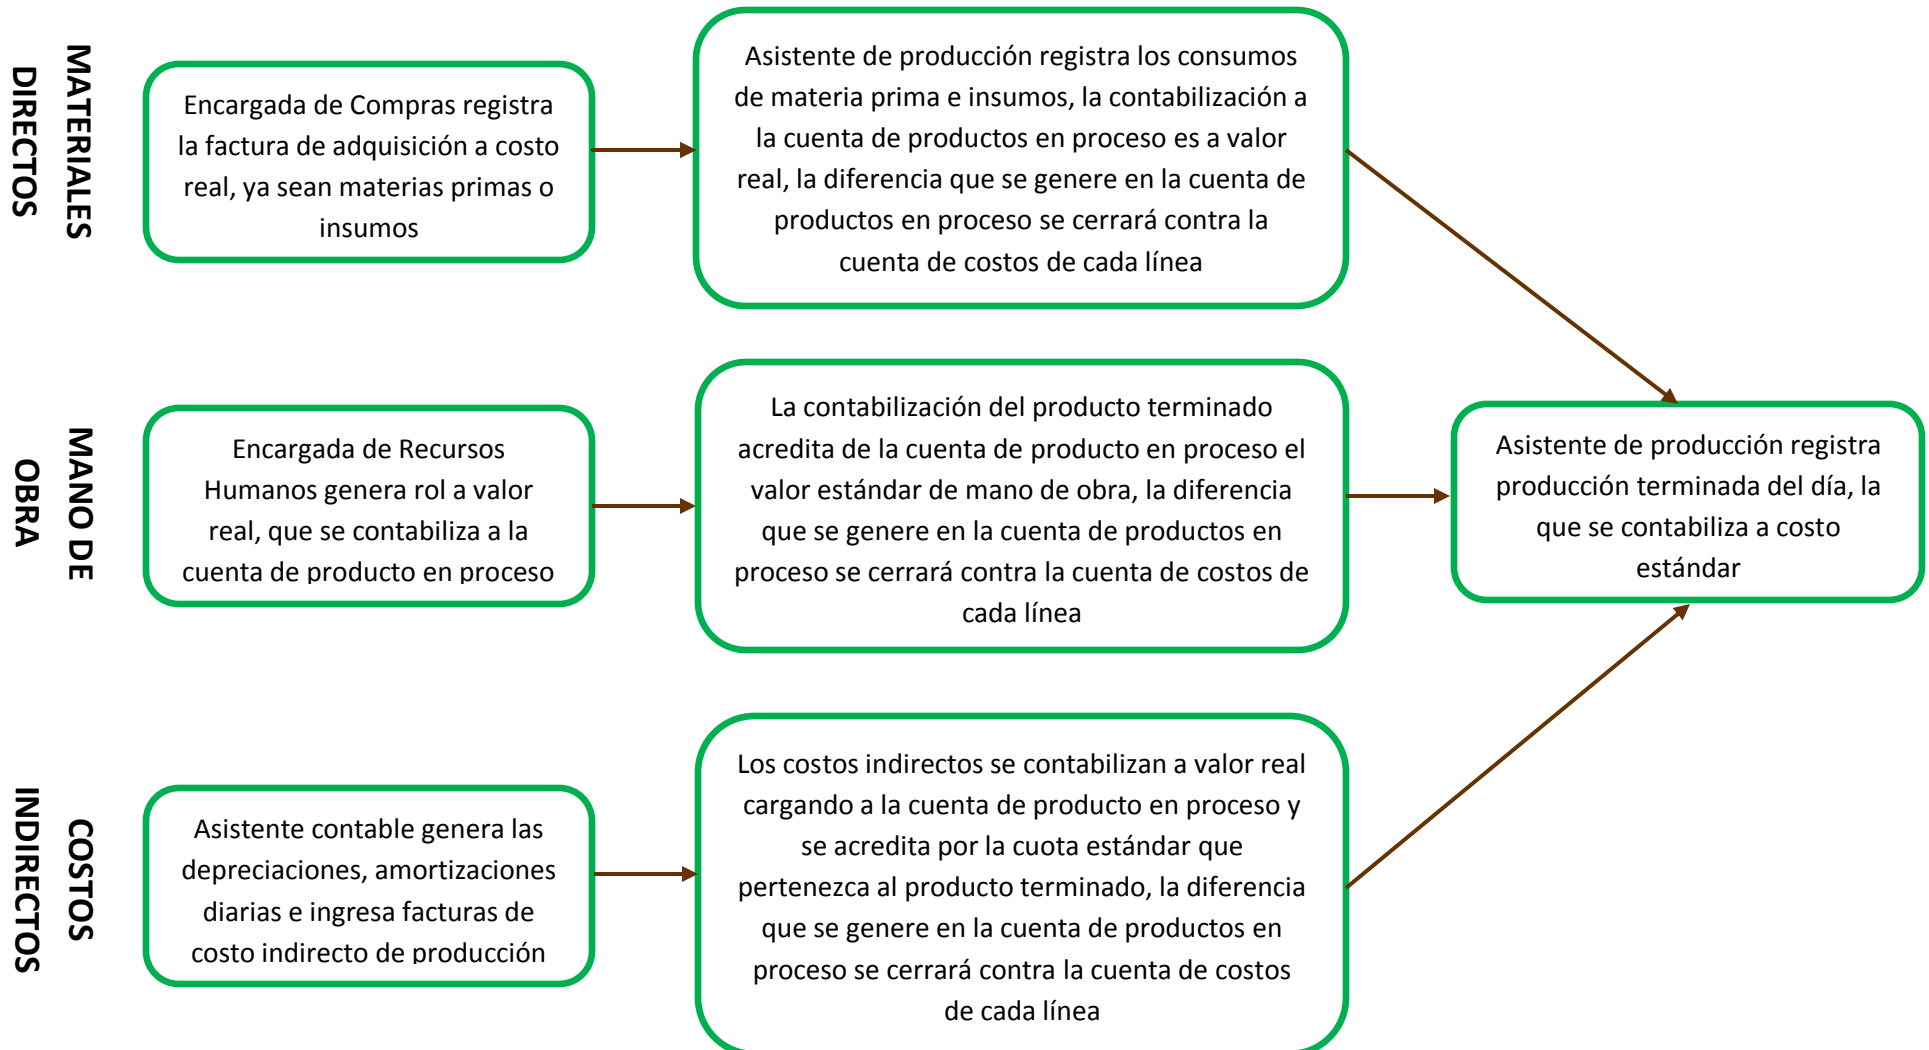 MATERIALES
DIRECTOS
Encargada de Compras registra
la factura de adquisición a costo
real, ya sean materias primas o
insumos
Asistente de producción registra los consumos
de materia prima e insumos, la contabilización a
la cuenta de productos en proceso es a valor
real, la diferencia que se genere en la cuenta de
productos en proceso se cerrará contra la
cuenta de costos de cada línea
MANO DE
OBRA
Encargada de Recursos
Humanos genera rol a valor
real, que se contabiliza a la
cuenta de producto en proceso
La contabilización del producto terminado
acredita de la cuenta de producto en proceso el
valor estándar de mano de obra, la diferencia
que se genere en la cuenta de productos en
proceso se cerrará contra la cuenta de costos de
cada línea
Asistente de producción registra
producción terminada del día, la
que se contabiliza a costo
estándar
COSTOS
INDIRECTOS
Asistente contable genera las
depreciaciones, amortizaciones
diarias e ingresa facturas de
costo indirecto de producción
Los costos indirectos se contabilizan a valor real
cargando a la cuenta de producto en proceso y
se acredita por la cuota estándar que
pertenezca al producto terminado, la diferencia
que se genere en la cuenta de productos en
proceso se cerrará contra la cuenta de costos
de cada línea